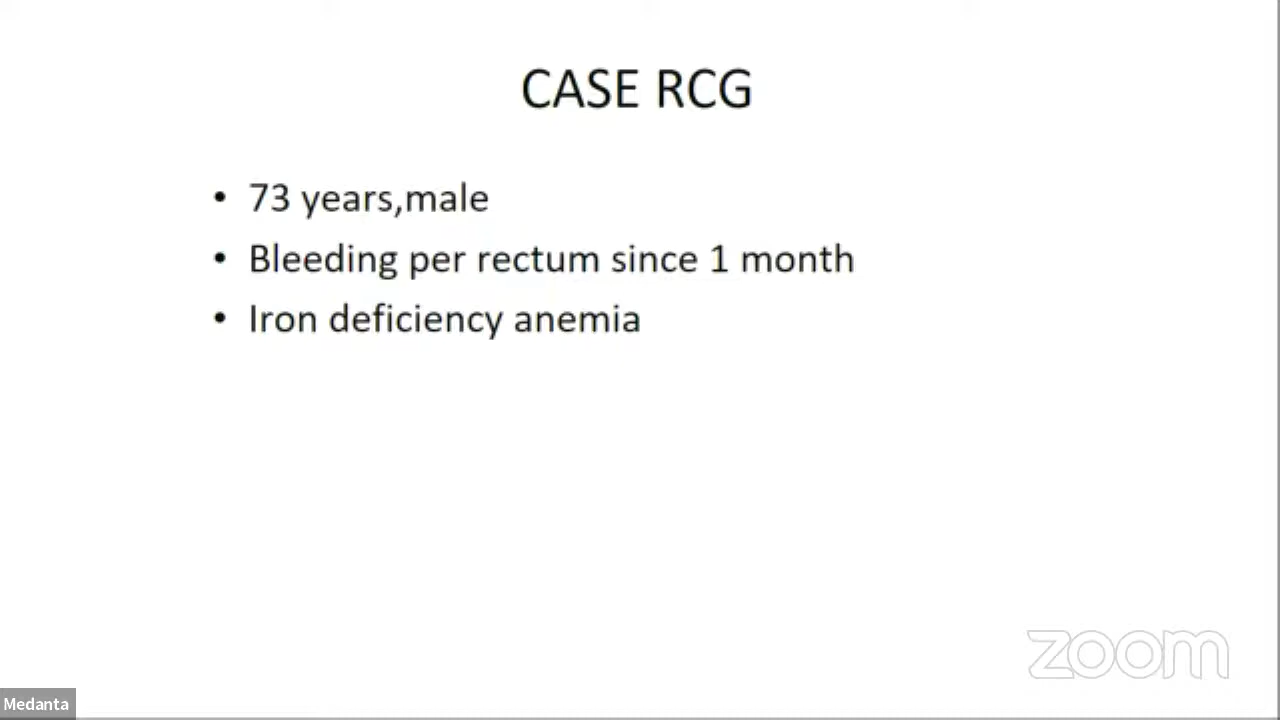 CASE RCG
• 73 years,male
• Bleeding per rectum since 1 month
• Iron deficiency anemia
zoom
Medanta